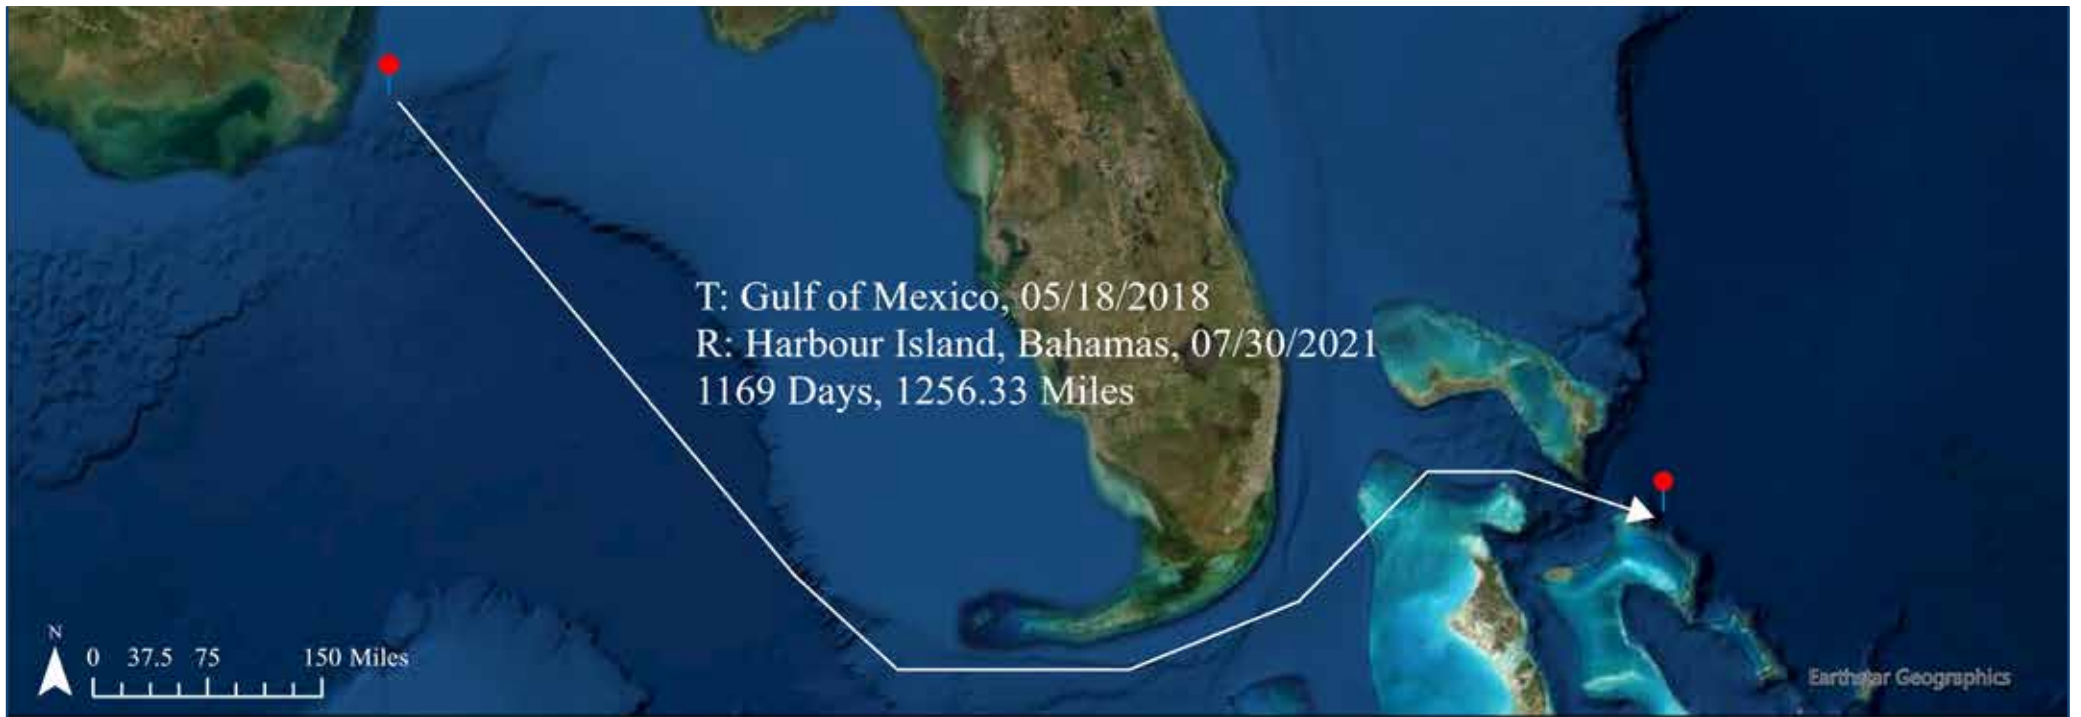 T: Gulf of Mexico, 05/18/2018
R: Harbour Island, Bahamas, 07/30/2021
1169 Days, 1256.33 Miles
N
0 37.5 75 150 Miles
Earthstar Geographics